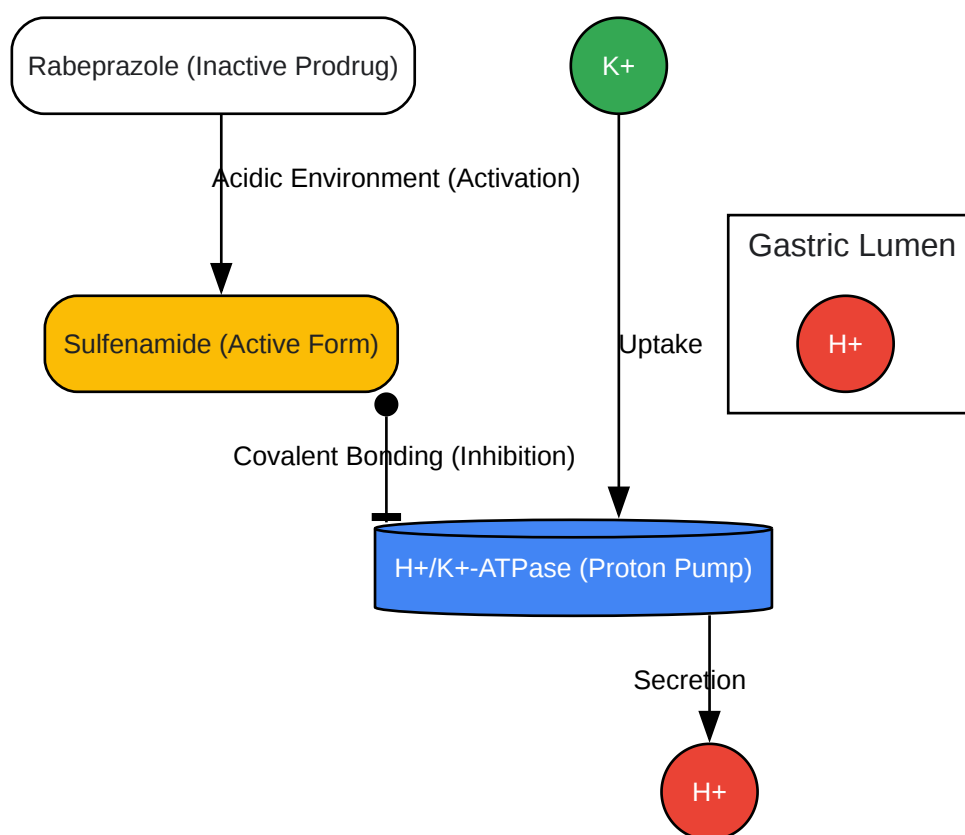 Rabeprazole (Inactive Prodrug)
K+
Acidic Environment (Activation)
Gastric Lumen
Sulfenamide (Active Form)
Uptake
H+
Covalent Bonding (Inhibition)
H+/K+-ATPase (Proton Pump)
Secretion
H+